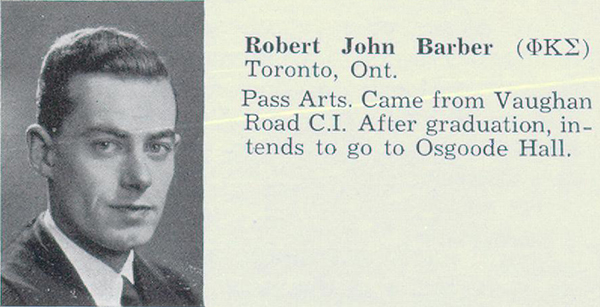 Robert John Barber (ΦΚΣ)
Toronto, Ont.
Pass Arts. Came from Vaughan
Road C.I. After graduation, in-
tends to go to Osgoode Hall.